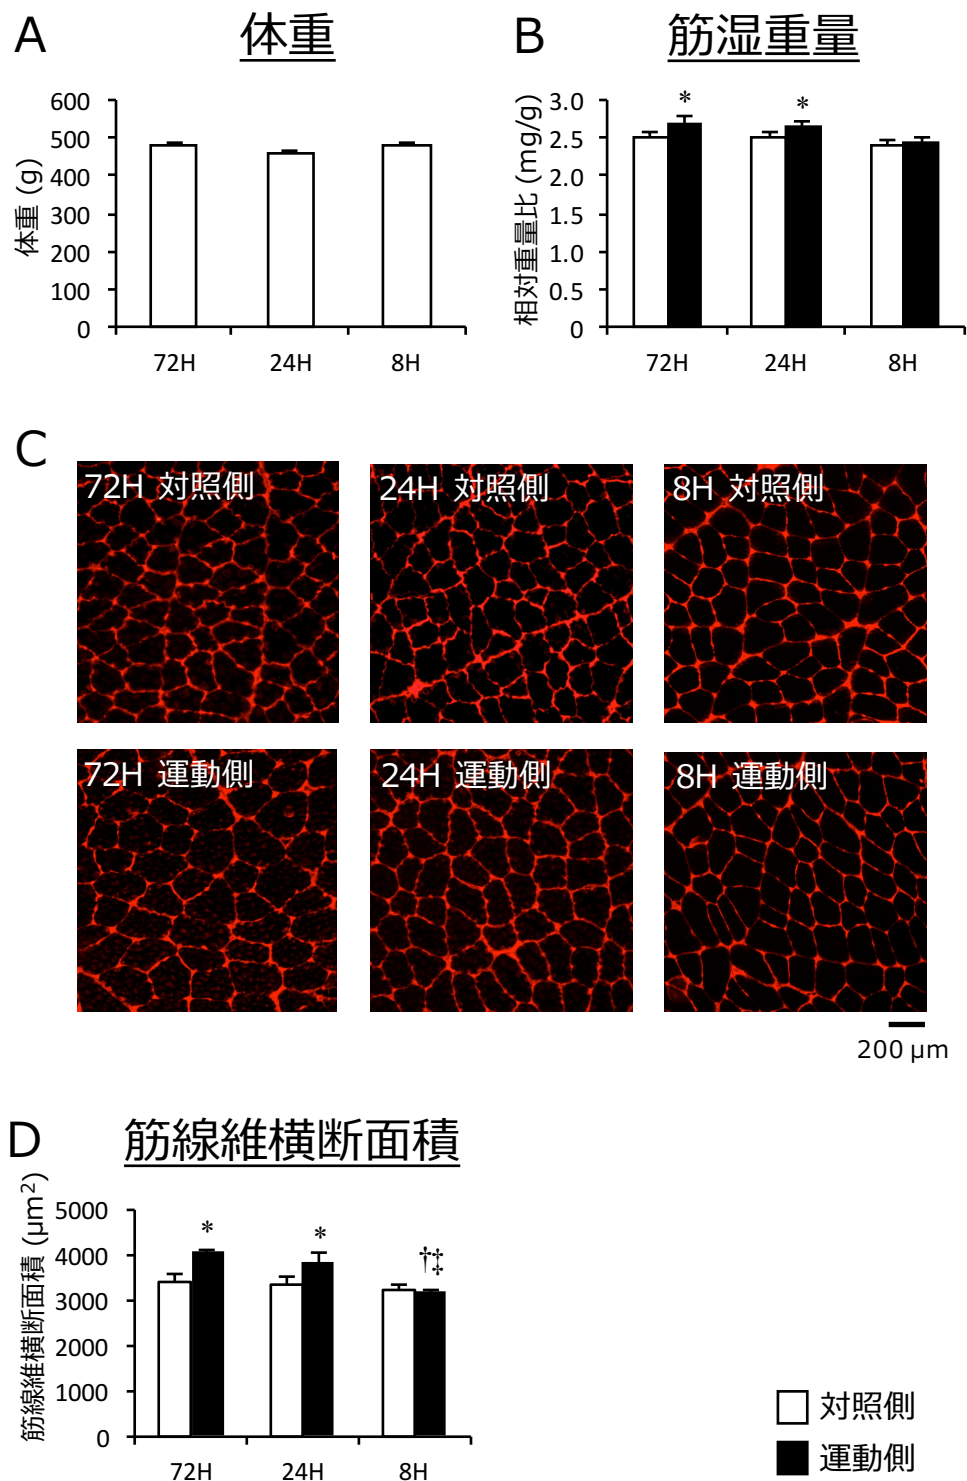 A 体重
体重 (g)
600
500
400
300
200
100
0
72H 24H 8H
B 筋湿重量
相対重量比 (mg/g)
3.0
2.5
2.0
1.5
1.0
0.5
0
* *
72H 24H 8H
C
72H 対照側
24H 対照側
8H 対照側
72H 運動側
24H 運動側
8H 運動側
200 μm
D 筋線維横断面積
筋線維横断面積 (μm²)
5000
4000
3000
2000
1000
0
* * †‡
72H 24H 8H
対照側
運動側